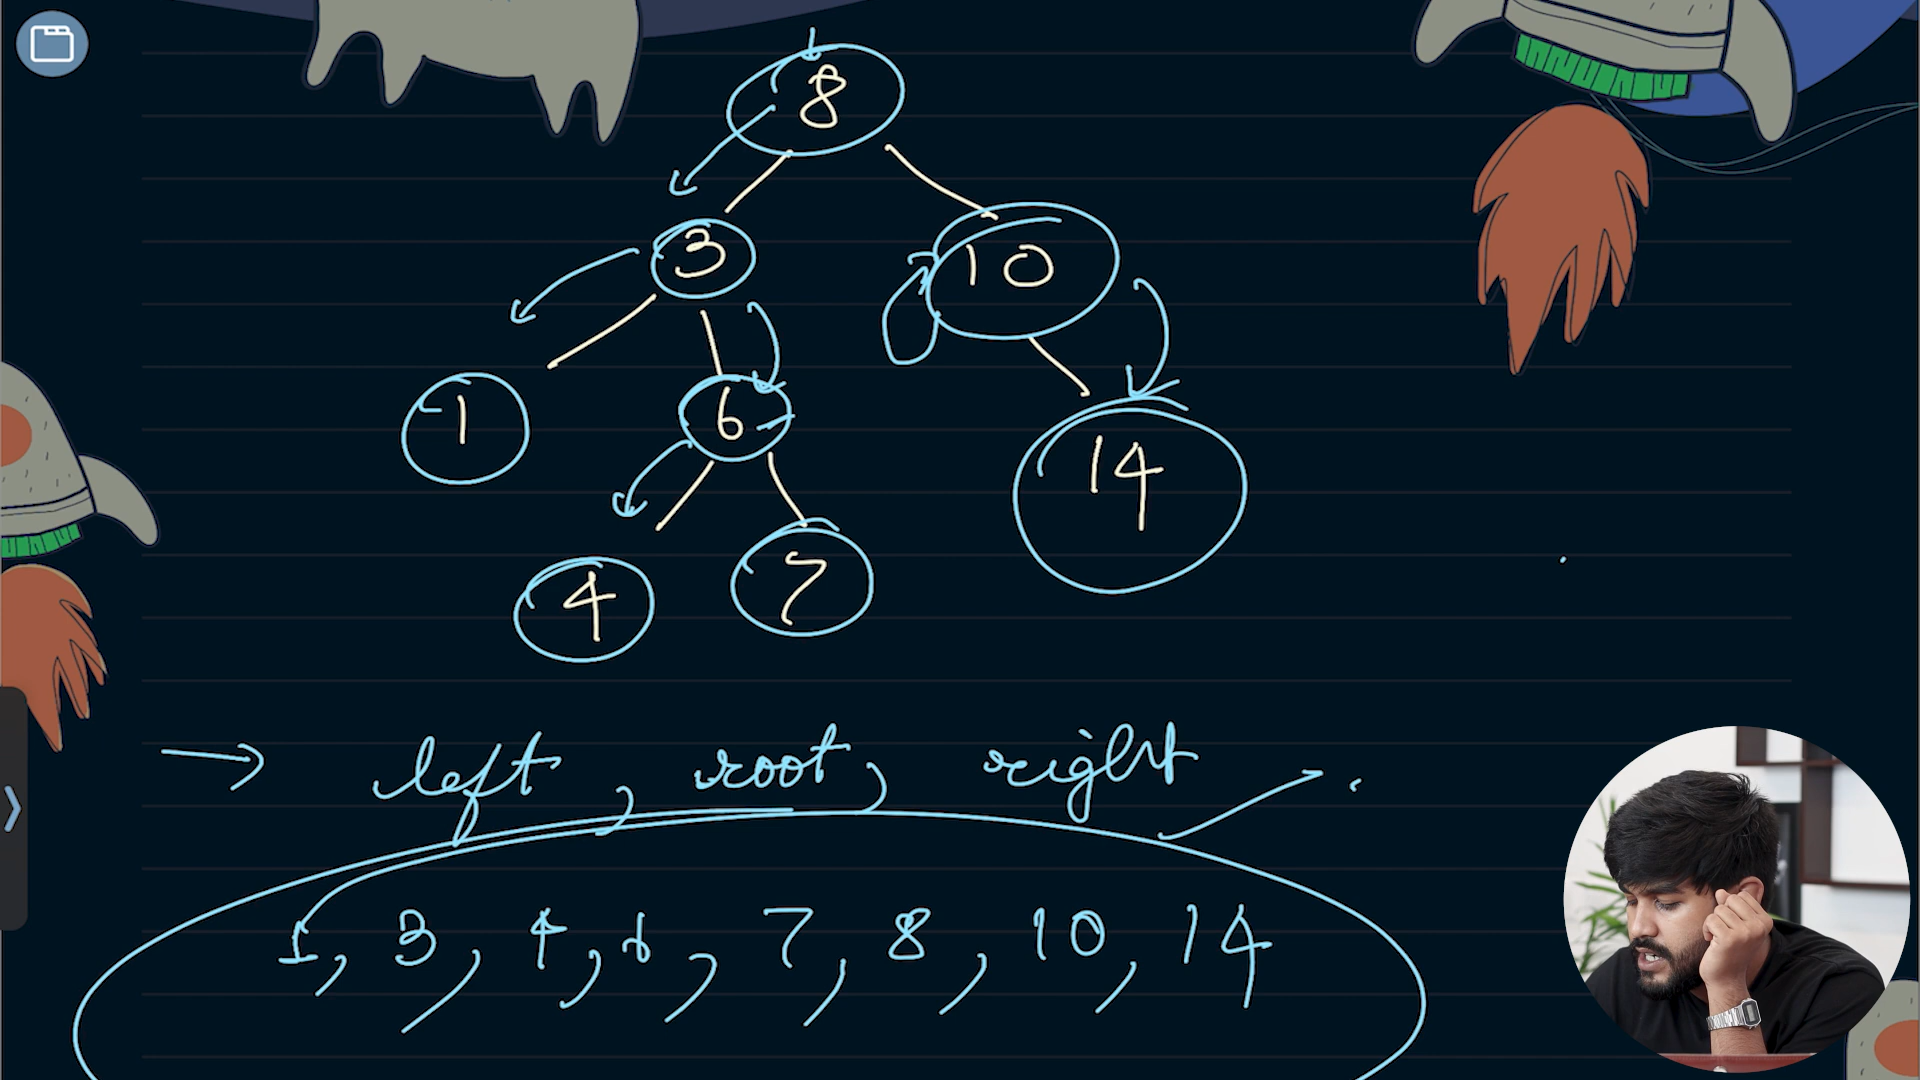 8
3 10
1 6 14
4 7
→ left, root, right
1, 3, 4, 6, 7, 8, 10, 14